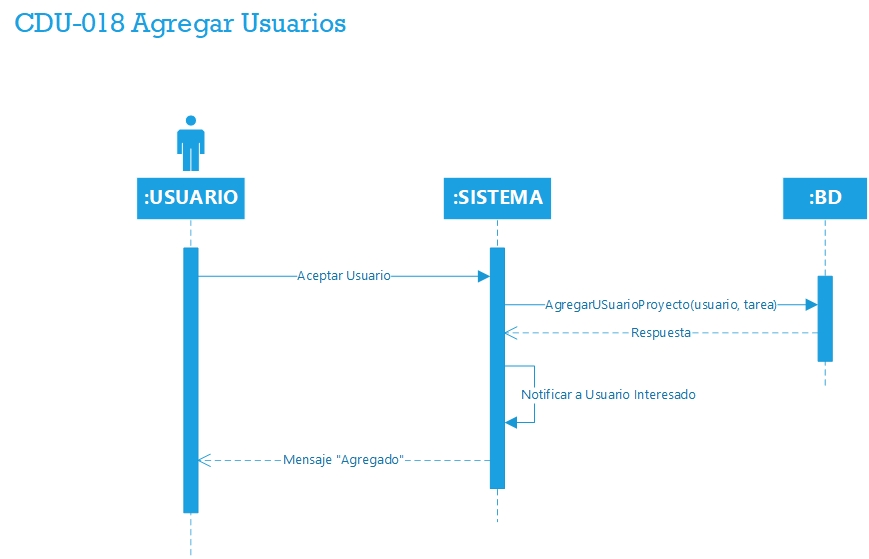 CDU-018 Agregar Usuarios
:USUARIO
:SISTEMA
:BD
Aceptar Usuario
AgregarUSuarioProyecto(usuario, tarea)
Respuesta
Notificar a Usuario Interesado
Mensaje "Agregado"